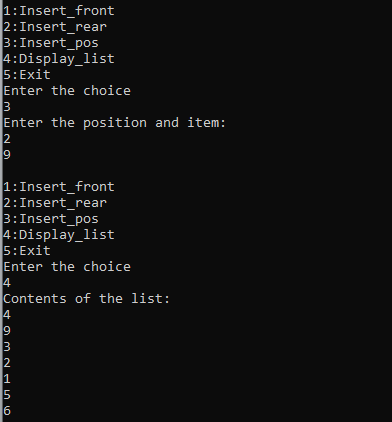 1:Insert_front
2:Insert_rear
3:Insert_pos
4:Display_list
5:Exit
Enter the choice
3
Enter the position and item:
2
9
1:Insert_front
2:Insert_rear
3:Insert_pos
4:Display_list
5:Exit
Enter the choice
4
Contents of the list:
4
9
3
2
1
5
6